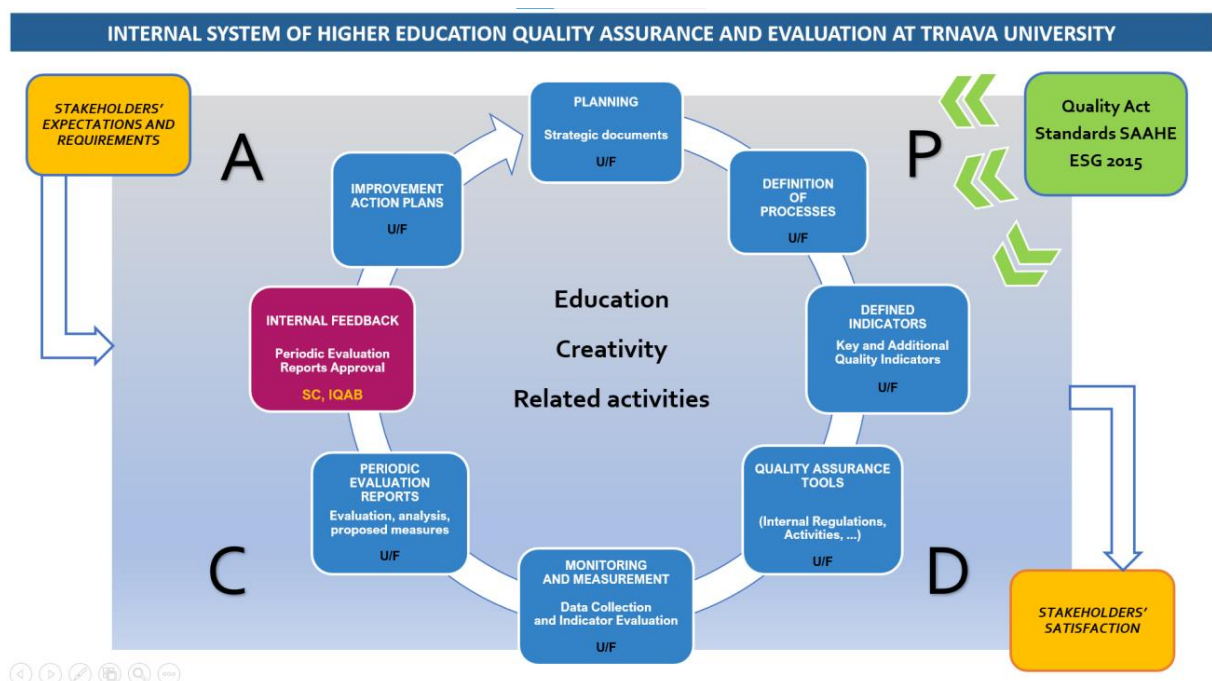 INTERNAL SYSTEM OF HIGHER EDUCATION QUALITY ASSURANCE AND EVALUATION AT TRNAVA UNIVERSITY
STAKEHOLDERS'
EXPECTATIONS AND
REQUIREMENTS
A
PLANNING
Strategic documents
U/F
P
Quality Act
Standards SAAHE
ESG 2015
IMPROVEMENT
ACTION PLANS
U/F
DEFINITION
OF
PROCESSES
U/F
INTERNAL FEEDBACK
Periodic Evaluation
Reports Approval
SC, IQAB
Education
Creativity
Related activities
DEFINED
INDICATORS
Key and Additional
Quality Indicators
U/F
PERIODIC
EVALUATION
REPORTS
Evaluation, analysis,
proposed measures
U/F
QUALITY ASSURANCE
TOOLS
(Internal Regulations,
Activities, ...)
U/F
C
MONITORING
AND MEASUREMENT
Data Collection
and Indicator Evaluation
U/F
D
STAKEHOLDERS'
SATISFACTION